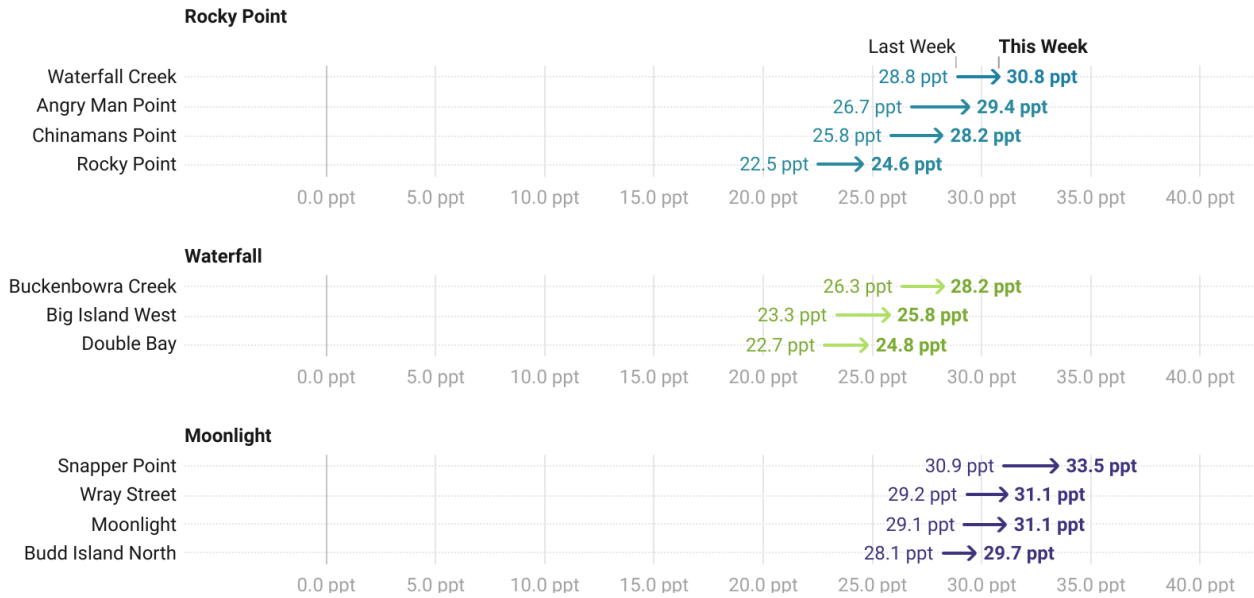 Rocky Point
Last Week This Week
Waterfall Creek 28.8 ppt 30.8 ppt
Angry Man Point 26.7 ppt 29.4 ppt
Chinamans Point 25.8 ppt 28.2 ppt
Rocky Point 22.5 ppt 24.6 ppt
0.0 ppt 5.0 ppt 10.0 ppt 15.0 ppt 20.0 ppt 25.0 ppt 30.0 ppt 35.0 ppt 40.0 ppt
Waterfall
Buckenbowra Creek 26.3 ppt 28.2 ppt
Big Island West 23.3 ppt 25.8 ppt
Double Bay 22.7 ppt 24.8 ppt
0.0 ppt 5.0 ppt 10.0 ppt 15.0 ppt 20.0 ppt 25.0 ppt 30.0 ppt 35.0 ppt 40.0 ppt
Moonlight
Snapper Point 30.9 ppt 33.5 ppt
Wray Street 29.2 ppt 31.1 ppt
Moonlight 29.1 ppt 31.1 ppt
Budd Island North 28.1 ppt 29.7 ppt
0.0 ppt 5.0 ppt 10.0 ppt 15.0 ppt 20.0 ppt 25.0 ppt 30.0 ppt 35.0 ppt 40.0 ppt